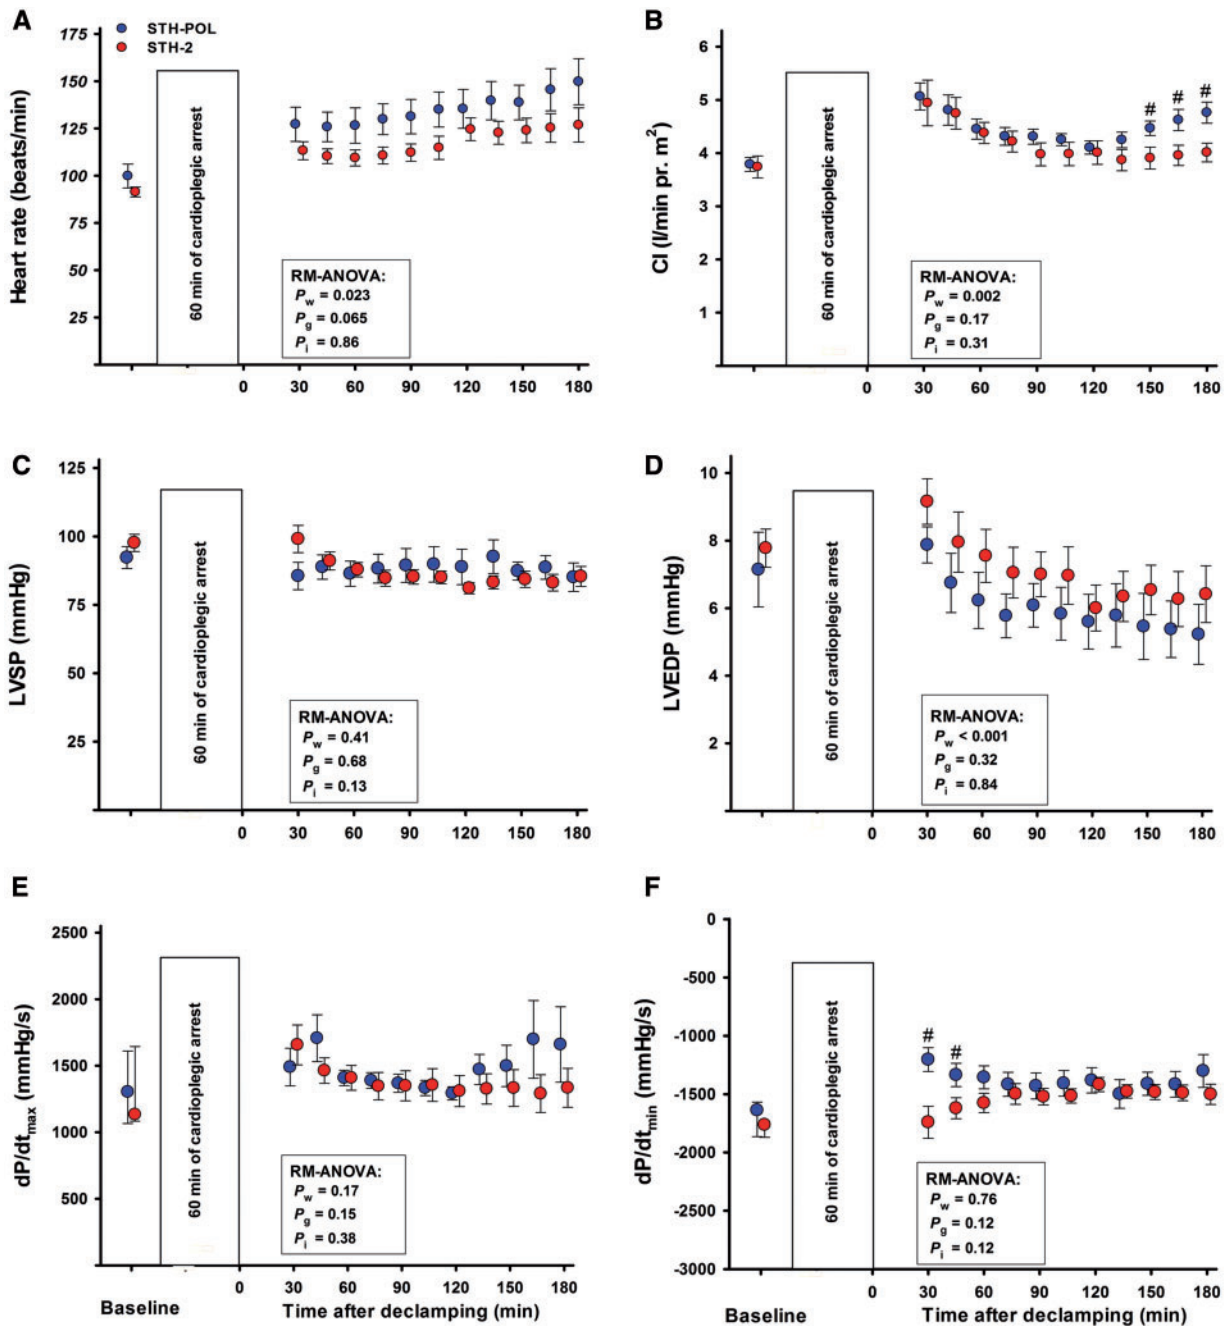 A
STH-POL
STH-2
175
150
125
100
75
50
25
Heart rate (beats/min)
60 min of cardioplegic arrest
RM-ANOVA:
Pw = 0.023
Pg = 0.065
Pi = 0.86
0 30 60 90 120 150 180
B
6
5
4
3
2
1
CI (l/min pr. m²)
60 min of cardioplegic arrest
# # #
RM-ANOVA:
Pw = 0.002
Pg = 0.17
Pi = 0.31
0 30 60 90 120 150 180
C
125
100
75
50
25
LVSP (mmHg)
60 min of cardioplegic arrest
RM-ANOVA:
Pw = 0.41
Pg = 0.68
Pi = 0.13
0 30 60 90 120 150 180
D
10
8
6
4
2
LVEDP (mmHg)
60 min of cardioplegic arrest
RM-ANOVA:
Pw < 0.001
Pg = 0.32
Pi = 0.84
0 30 60 90 120 150 180
E
2500
2000
1500
1000
500
dP/dtmax (mmHg/s)
60 min of cardioplegic arrest
RM-ANOVA:
Pw = 0.17
Pg = 0.15
Pi = 0.38
0 30 60 90 120 150 180
Baseline Time after declamping (min)
F
0
-500
-1000
-1500
-2000
-2500
-3000
dP/dtmin (mmHg/s)
60 min of cardioplegic arrest
# #
RM-ANOVA:
Pw = 0.76
Pg = 0.12
Pi = 0.12
0 30 60 90 120 150 180
Baseline Time after declamping (min)